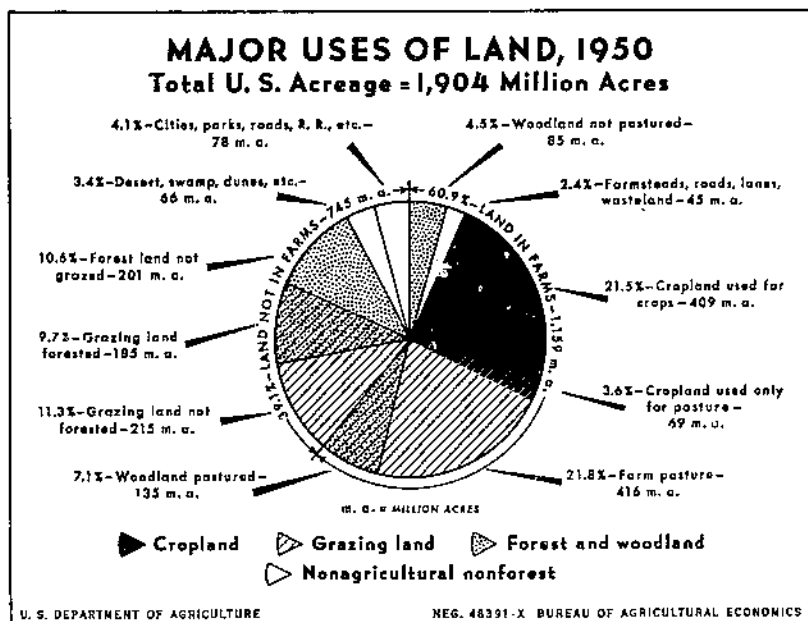 MAJOR USES OF LAND, 1950
Total U. S. Acreage = 1,904 Million Acres
4.1%–Cities, parks, roads, R. R., etc.–
78 m. a.
4.5%–Woodland not pastured–
85 m. a.
3.4%–Desert, swamp, dunes, etc.–
66 m. a.
2.4%–Farmsteads, roads, lanes,
wasteland–45 m. a.
39.1%–LAND NOT IN FARMS–745 m. a.
60.9%–LAND IN FARMS–1,159 m. a.
10.6%–Forest land not
grazed–201 m. a.
21.5%–Cropland used for
crops–409 m. a.
9.7%–Grazing land
forested–185 m. a.
3.6%–Cropland used only
for pasture–
69 m. a.
11.3%–Grazing land not
forested–215 m. a.
7.1%–Woodland pastured–
135 m. a.
21.8%–Farm pasture–
416 m. a.
m. a. = MILLION ACRES
Cropland Grazing land Forest and woodland
Nonagricultural nonforest
U. S. DEPARTMENT OF AGRICULTURE NEG. 48391-X BUREAU OF AGRICULTURAL ECONOMICS